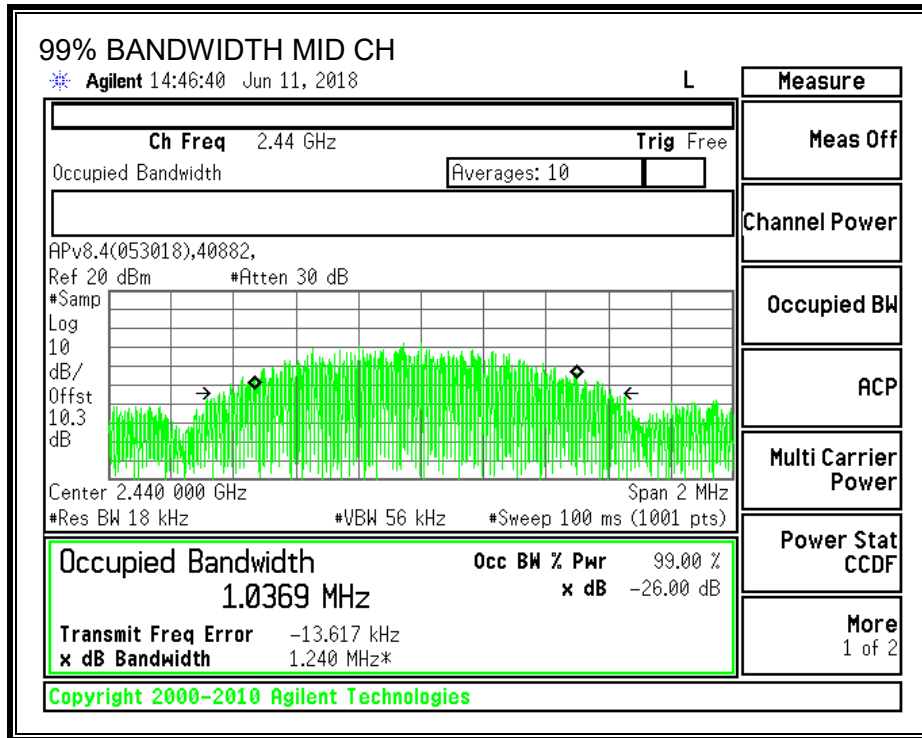 99% BANDWIDTH MID CH
Agilent 14:46:40 Jun 11, 2018 L
Measure
Ch Freq 2.44 GHz Trig Free
Occupied Bandwidth Averages: 10
APv8.4(053018),40882,
Ref 20 dBm #Atten 30 dB
#Samp
Log
10
dB/
Offst
10.3
dB
Center 2.440 000 GHz Span 2 MHz
#Res BW 18 kHz #VBW 56 kHz #Sweep 100 ms (1001 pts)
Occupied Bandwidth Occ BW % Pwr 99.00 %
1.0369 MHz x dB -26.00 dB
Transmit Freq Error -13.617 kHz
x dB Bandwidth 1.240 MHz*
Copyright 2000-2010 Agilent Technologies
Meas Off
Channel Power
Occupied BW
ACP
Multi Carrier
Power
Power Stat
CCDF
More
1 of 2